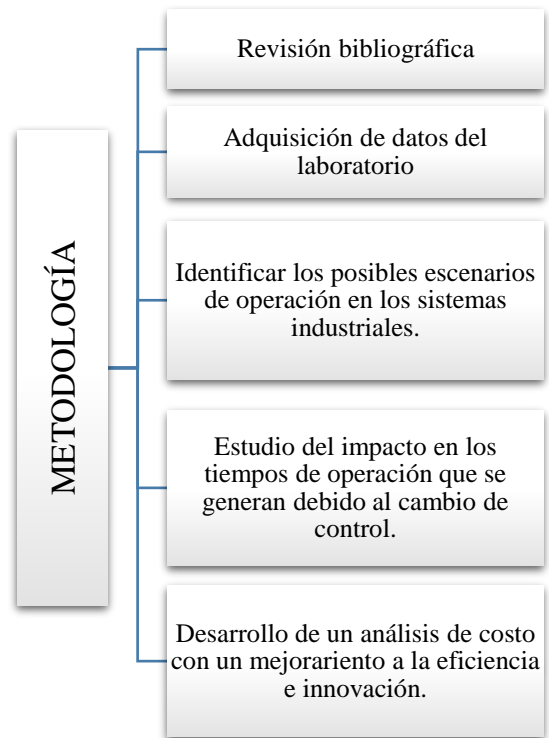 METODOLOGÍA
Revisión bibliográfica
Adquisición de datos del
laboratorio
Identificar los posibles escenarios
de operación en los sistemas
industriales.
Estudio del impacto en los
tiempos de operación que se
generan debido al cambio de
control.
Desarrollo de un análisis de costo
con un mejorariento a la eficiencia
e innovación.